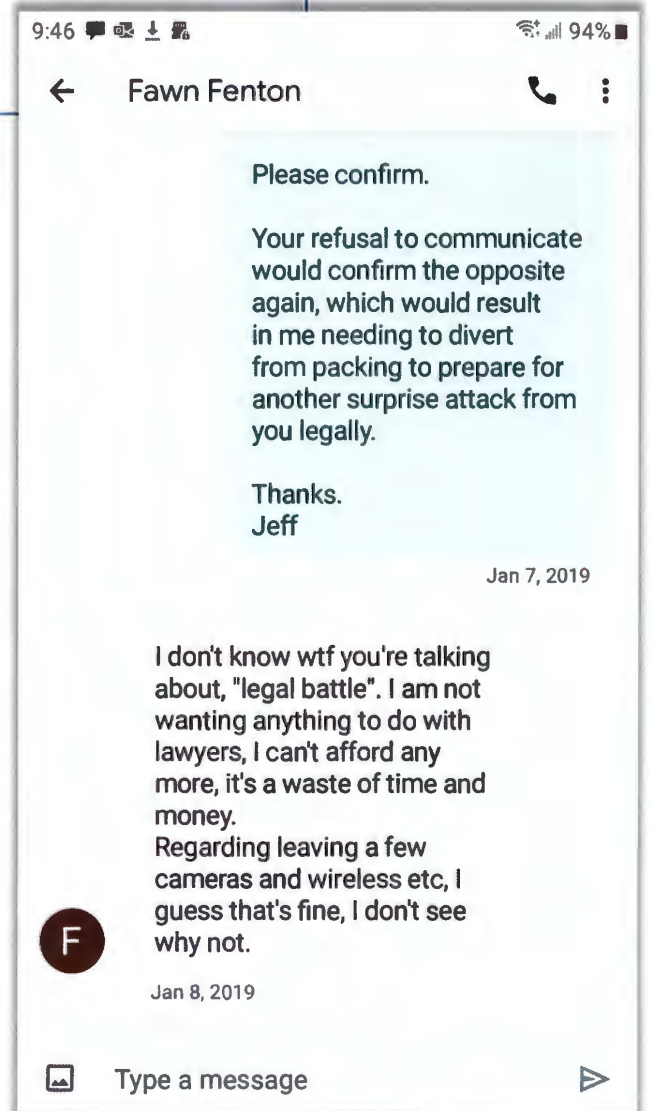 9:46 94%
Fawn Fenton
Please confirm.
Your refusal to communicate
would confirm the opposite
again, which would result
in me needing to divert
from packing to prepare for
another surprise attack from
you legally.
Thanks.
Jeff
Jan 7, 2019
I don't know wtf you're talking
about, "legal battle". I am not
wanting anything to do with
lawyers, I can't afford any
more, it's a waste of time and
money.
Regarding leaving a few
cameras and wireless etc, I
guess that's fine, I don't see
why not.
F
Jan 8, 2019
Type a message